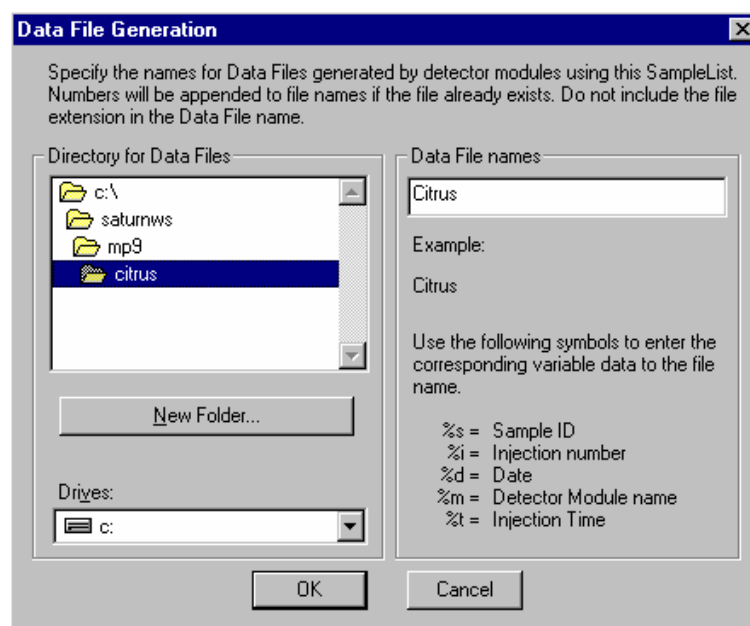 Data File Generation
Specify the names for Data Files generated by detector modules using this SampleList.
Numbers will be appended to file names if the file already exists. Do not include the file
extension in the Data File name.
Directory for Data Files
c:\
saturnws
mp9
citrus
New Folder...
Drives:
c:
Data File names
Citrus
Example:
Citrus
Use the following symbols to enter the
corresponding variable data to the file
name.
%s = Sample ID
%i = Injection number
%d = Date
%m = Detector Module name
%t = Injection Time
OK
Cancel